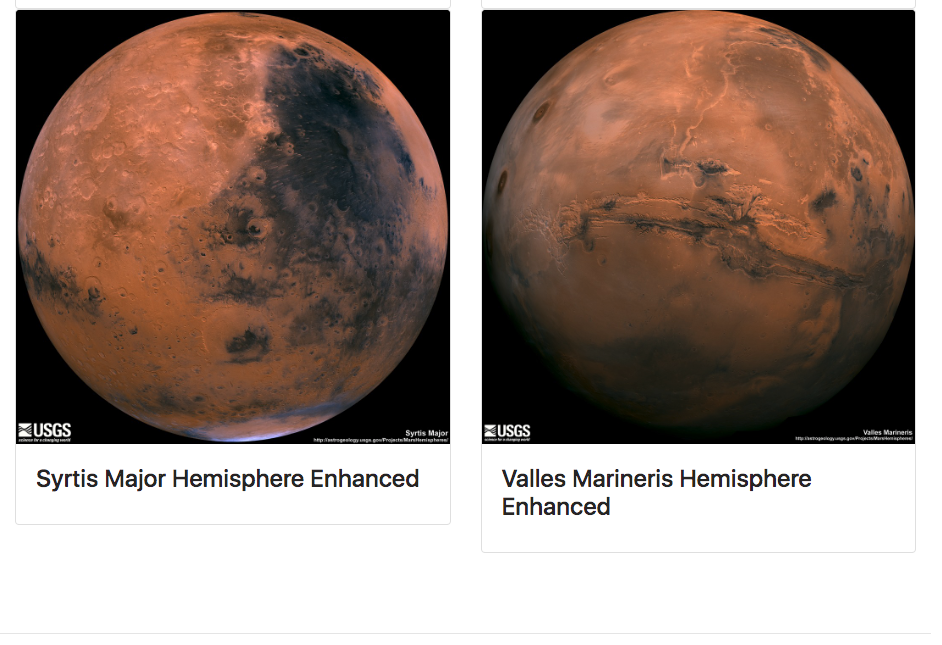 USGS
science for a changing world
Syrtis Major
http://astrogeology.usgs.gov/Projects/MarsHemispheres/
Syrtis Major Hemisphere Enhanced
USGS
science for a changing world
Valles Marineris
http://astrogeology.usgs.gov/Projects/MarsHemispheres/
Valles Marineris Hemisphere
Enhanced